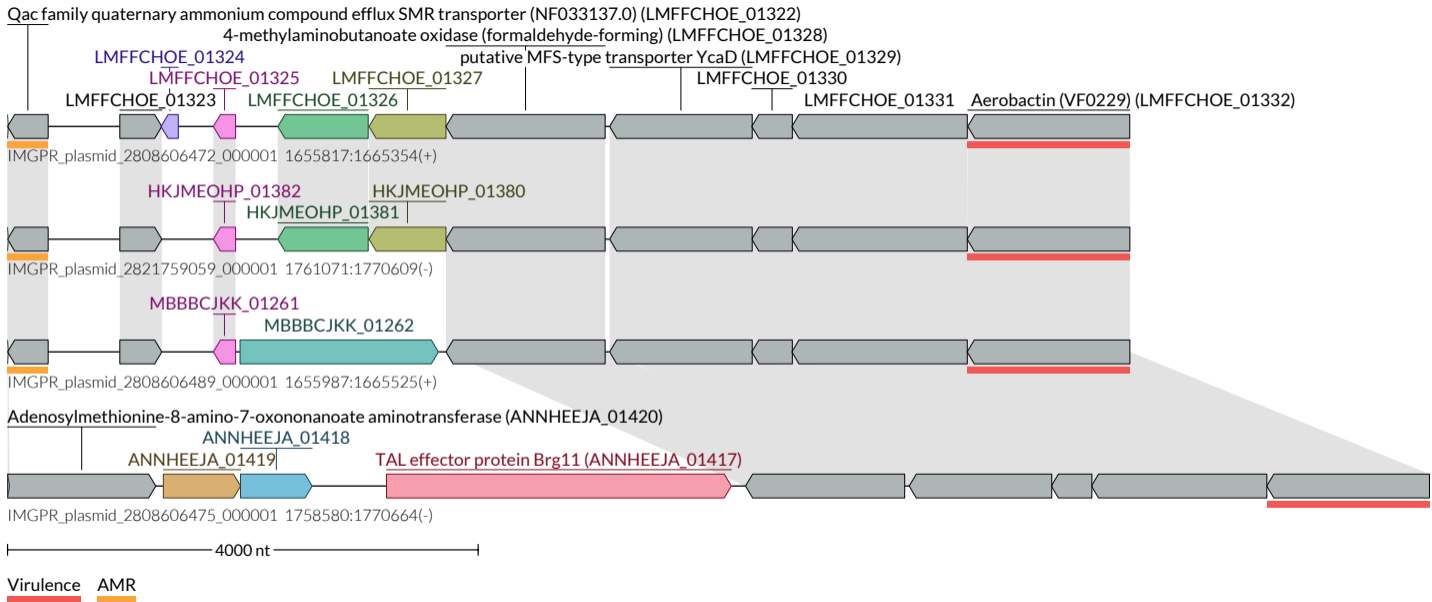 Qac family quaternary ammonium compound efflux SMR transporter (NF033137.0) (LMFFCHOE_01322)
4-methylaminobutanoate oxidase (formaldehyde-forming) (LMFFCHOE_01328)
LMFFCHOE_01324 putative MFS-type transporter YcaD (LMFFCHOE_01329)
LMFFCHOE_01325 LMFFCHOE_01327 LMFFCHOE_01330
LMFFCHOE_01323 LMFFCHOE_01326 LMFFCHOE_01331 Aerobactin (VF0229) (LMFFCHOE_01332)
IMGPR_plasmid_2808606472_000001 1655817:1665354(+)
HKJMEOHP_01382 HKJMEOHP_01380
HKJMEOHP_01381
IMGPR_plasmid_2821759059_000001 1761071:1770609(-)
MBBBCJKK_01261
MBBBCJKK_01262
IMGPR_plasmid_2808606489_000001 1655987:1665525(+)
Adenosylmethionine-8-amino-7-oxononanoate aminotransferase (ANNHEEJA_01420)
ANNHEEJA_01418
ANNHEEJA_01419 TAL effector protein Brg11 (ANNHEEJA_01417)
IMGPR_plasmid_2808606475_000001 1758580:1770664(-)
4000 nt
Virulence AMR